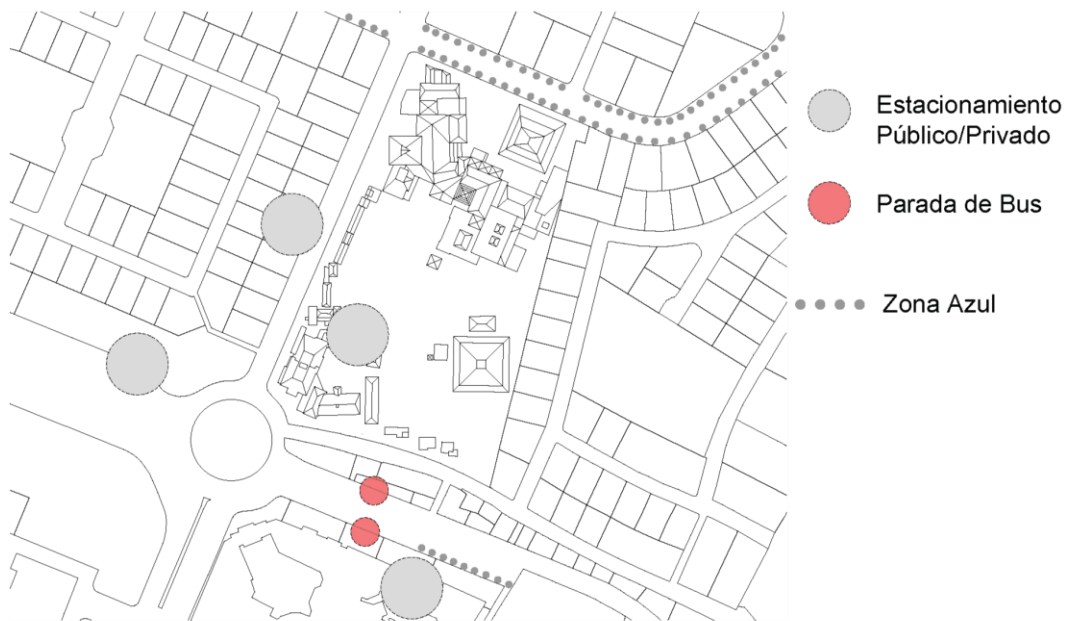 Estacionamiento
Público/Privado
Parada de Bus
Zona Azul